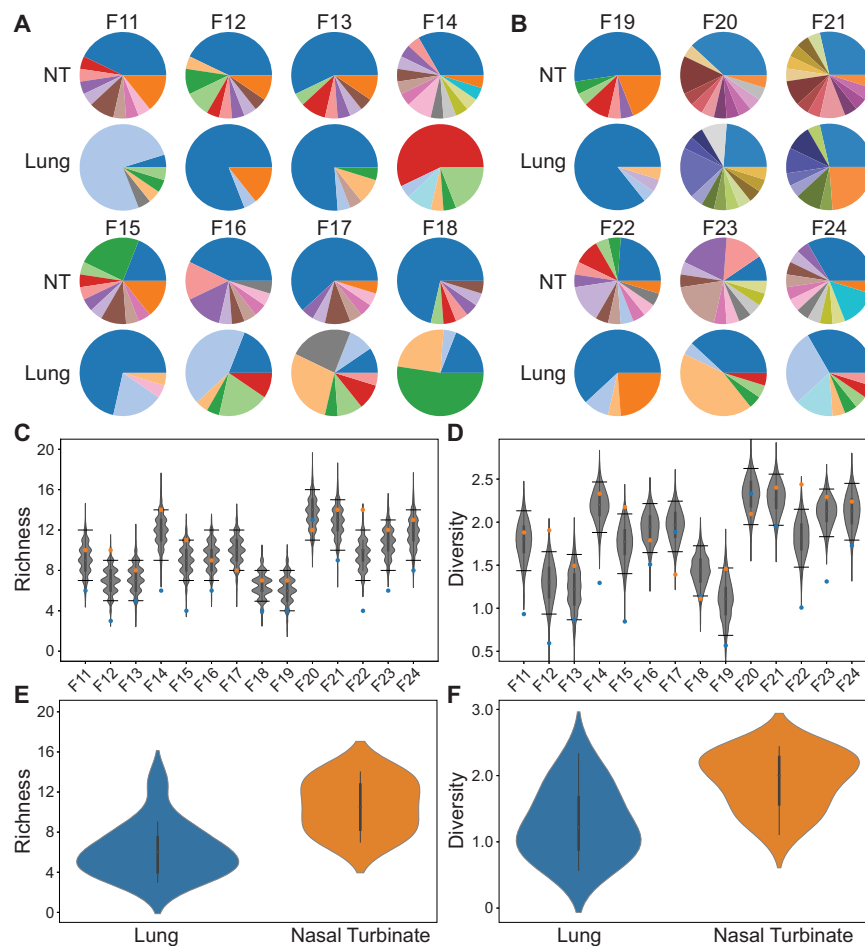 A
F11 F12 F13 F14
NT
Lung
F15 F16 F17 F18
NT
Lung
B
F19 F20 F21
NT
Lung
F22 F23 F24
NT
Lung
C
Richness
20
16
12
8
4
0
F11 F12 F13 F14 F15 F16 F17 F18 F19 F20 F21 F22 F23 F24
D
Diversity
2.5
2.0
1.5
1.0
0.5
F11 F12 F13 F14 F15 F16 F17 F18 F19 F20 F21 F22 F23 F24
E
Richness
20
16
12
8
4
0
Lung Nasal Turbinate
F
Diversity
3.0
2.0
1.0
0
Lung Nasal Turbinate